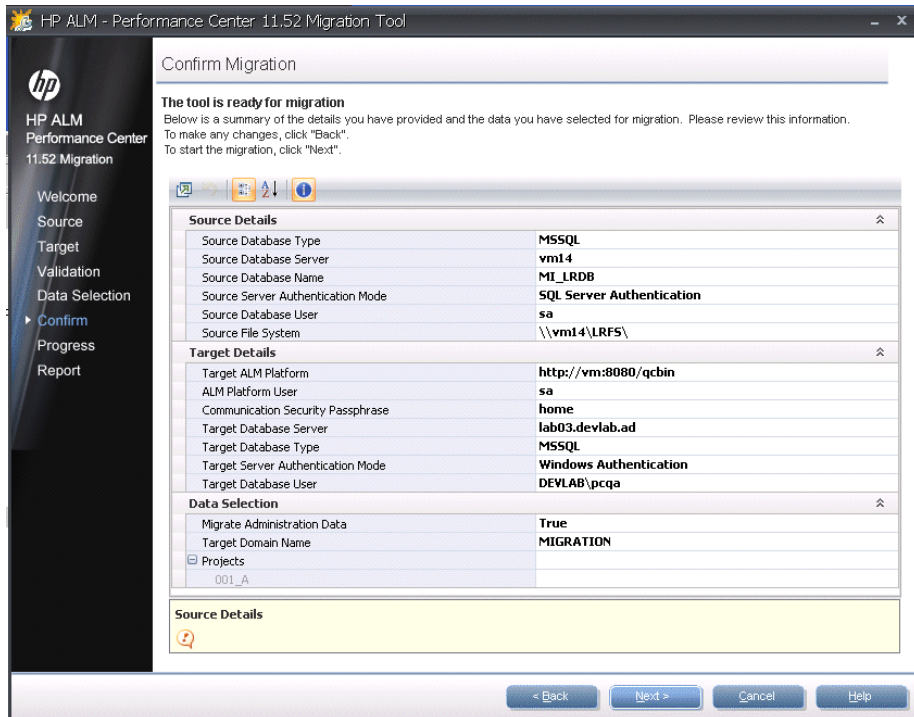 HP ALM - Performance Center 11.52 Migration Tool
hp
HP ALM
Performance Center
11.52 Migration
Welcome
Source
Target
Validation
Data Selection
Confirm
Progress
Report
Confirm Migration
The tool is ready for migration
Below is a summary of the details you have provided and the data you have selected for migration. Please review this information.
To make any changes, click "Back".
To start the migration, click "Next".
Source Details
Source Database Type MSSQL
Source Database Server vm14
Source Database Name MI_LRDB
Source Server Authentication Mode SQL Server Authentication
Source Database User sa
Source File System \\vm14\LRFS\
Target Details
Target ALM Platform http://vm:8080/qcbin
ALM Platform User sa
Communication Security Passphrase home
Target Database Server lab03.devlab.ad
Target Database Type MSSQL
Target Server Authentication Mode Windows Authentication
Target Database User DEVLAB\pcqa
Data Selection
Migrate Administration Data True
Target Domain Name MIGRATION
Projects
001_A
Source Details
< Back Next > Cancel Help